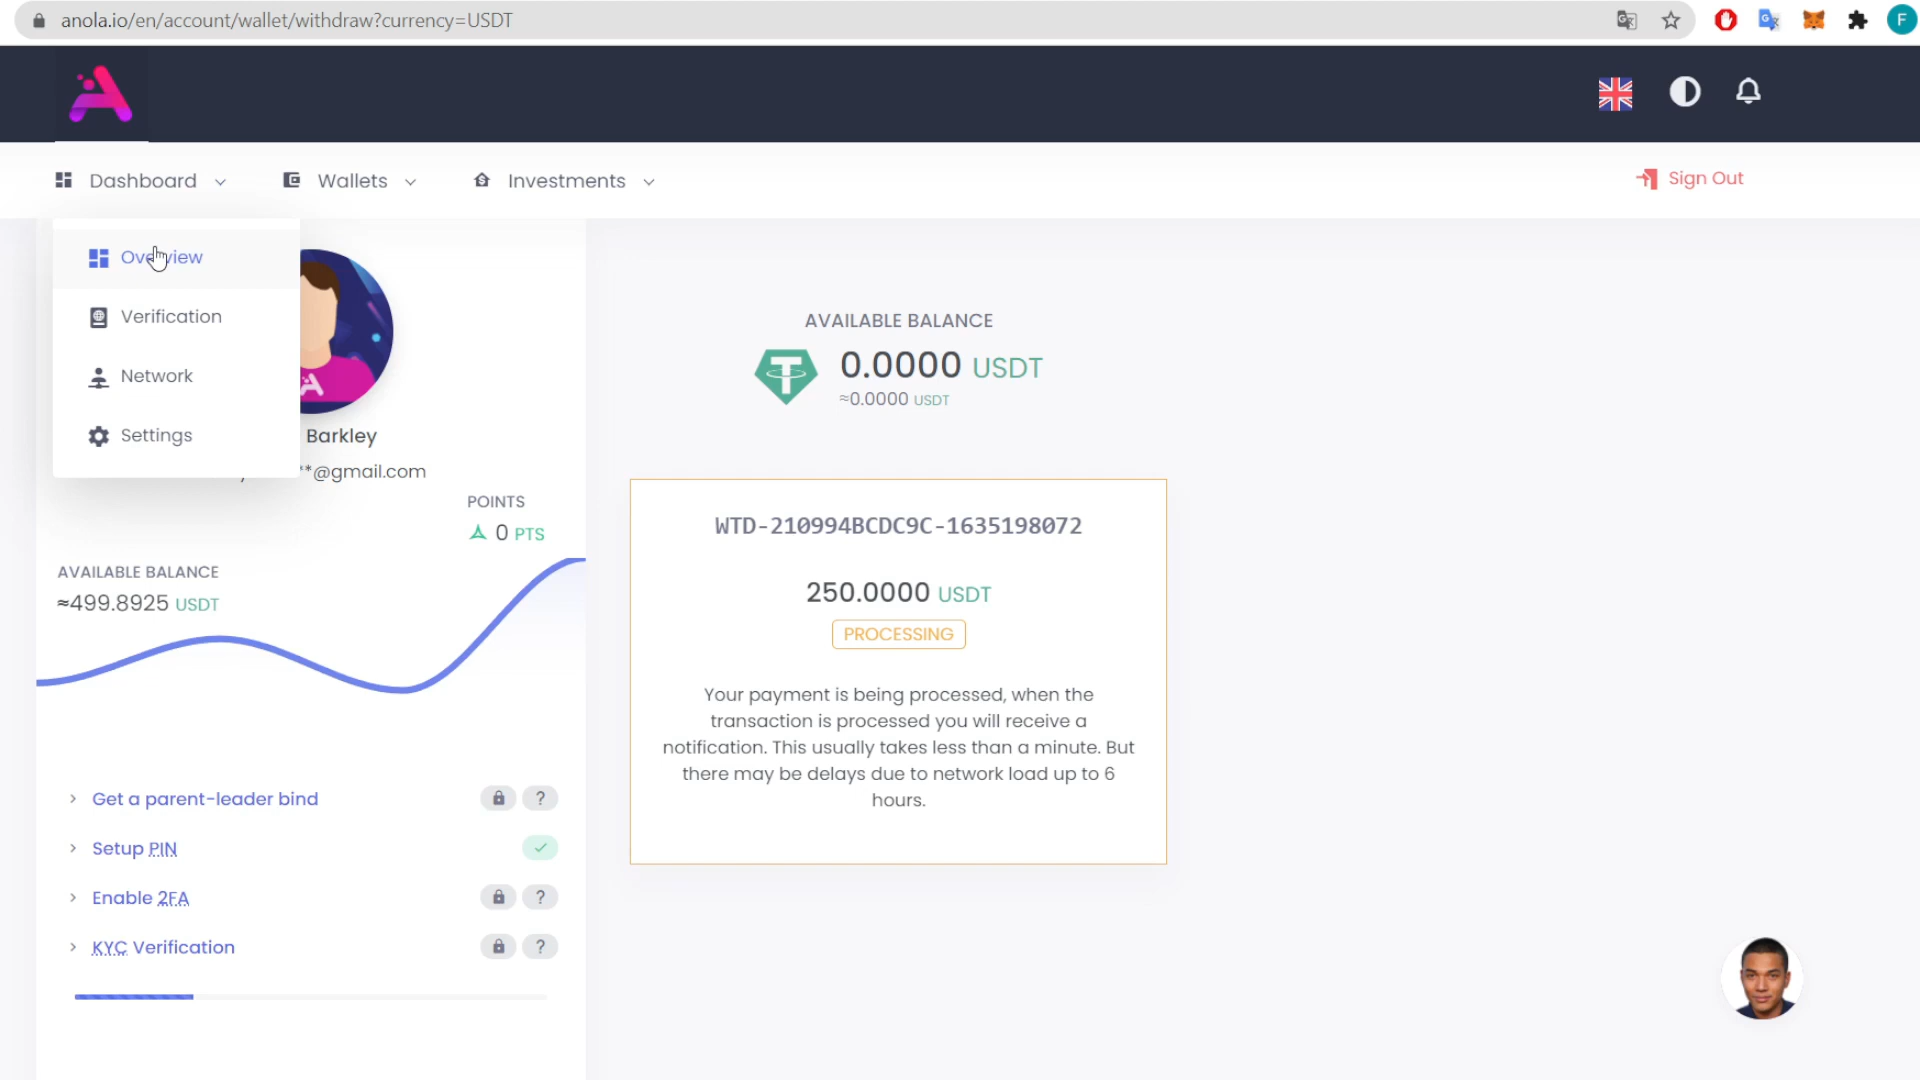 anola.io/en/account/wallet/withdraw?currency=USDT
F
Dashboard
Wallets
Investments
Sign Out
Overview
Verification
Network
Settings
Barkley
**@gmail.com
POINTS
0 PTS
AVAILABLE BALANCE
≈499.8925 USDT
Get a parent-leader bind
?
Setup PIN
Enable 2FA
?
KYC Verification
?
AVAILABLE BALANCE
0.0000 USDT
≈0.0000 USDT
WTD-210994BCDC9C-1635198072
250.0000 USDT
PROCESSING
Your payment is being processed, when the
transaction is processed you will receive a
notification. This usually takes less than a minute. But
there may be delays due to network load up to 6
hours.